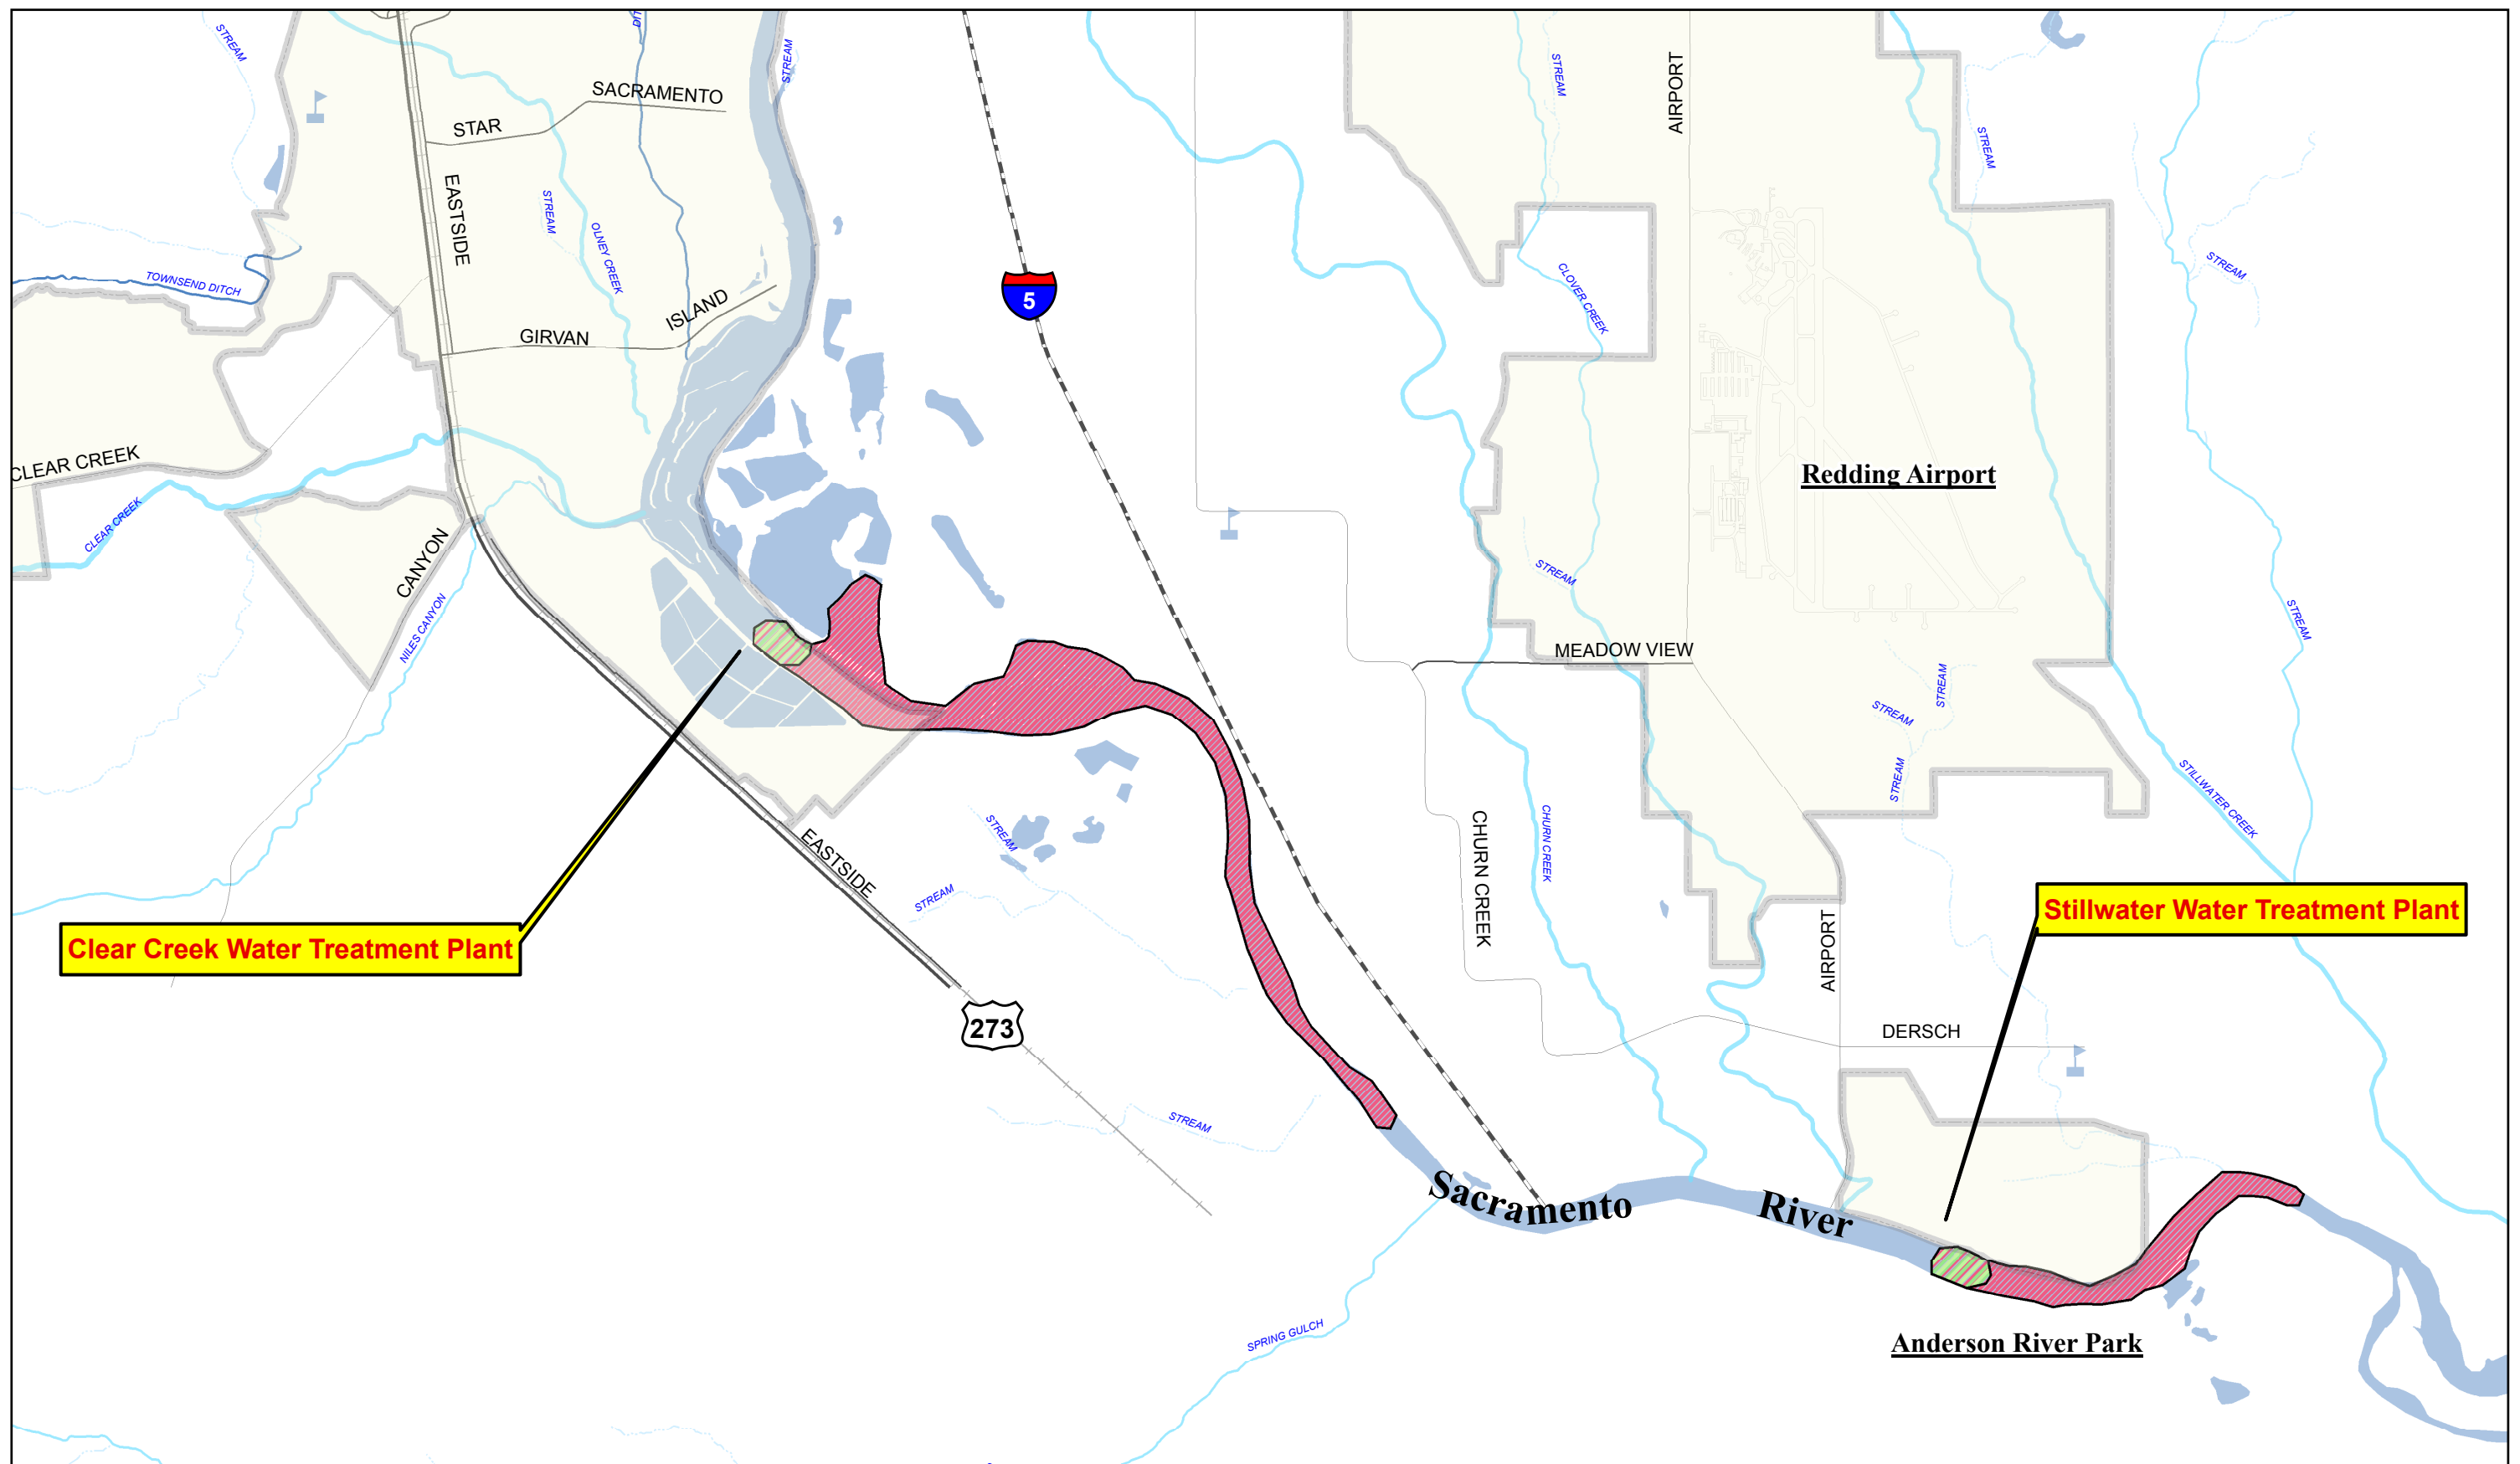 STREAM
DIT
STREAM
SACRAMENTO
STAR
STREAM
AIRPORT
STREAM
EASTSIDE
STREAM
OLNEY CREEK
TOWNSEND DITCH
ISLAND
GIRVAN
5
CLOVER CREEK
STREAM
CLEAR CREEK
CLEAR CREEK
Redding Airport
CANYON
NILES CANYON
STREAM
STREAM
MEADOW VIEW
STREAM
STREAM
STREAM
STILLWATER CREEK
STREAM
EASTSIDE
CHURN CREEK
CHURN CREEK
STREAM
Stillwater Water Treatment Plant
Clear Creek Water Treatment Plant
AIRPORT
273
DERSCH
STREAM
Sacramento River
SPRING GULCH
Anderson River Park